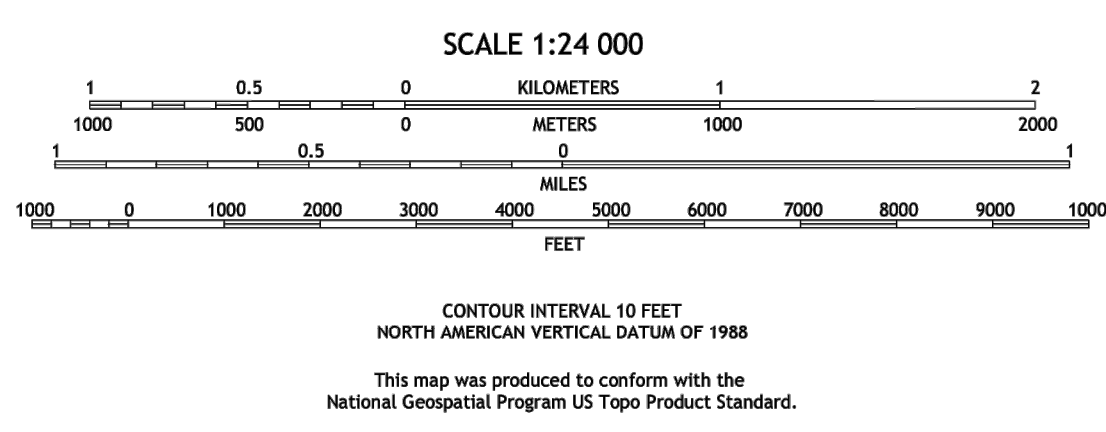 SCALE 1:24 000
1 0.5 0 KILOMETERS 1 2
1000 500 0 METERS 1000 2000
1 0.5 0 1
MILES
1000 0 1000 2000 3000 4000 5000 6000 7000 8000 9000 1000
FEET
CONTOUR INTERVAL 10 FEET
NORTH AMERICAN VERTICAL DATUM OF 1988
This map was produced to conform with the
National Geospatial Program US Topo Product Standard.